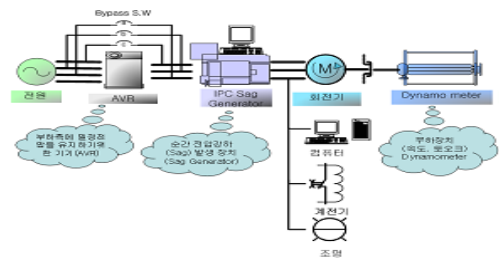 Bypass S.W
전원
AVR
IPC Sag
Generator
회전기
Dynamo meter
부하측에 일정전
압을 유지하기위
한 기기(AVR)
순간 전압강하
(Sag) 발생 장치
(Sag Generator)
컴퓨터
부하장치
(속도, 토오크)
Dynamometer
계전기
조명
M